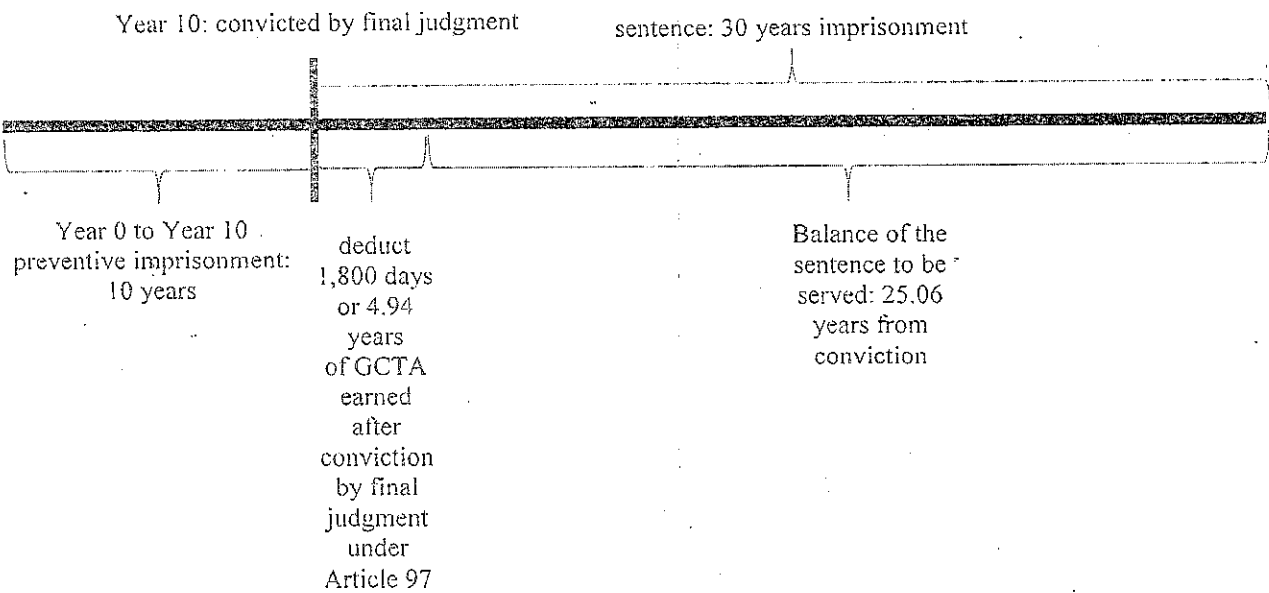 Year 10: convicted by final judgment
sentence: 30 years imprisonment
Year 0 to Year 10
preventive imprisonment:
10 years
deduct
1,800 days
or 4.94
years
of GCTA
earned
after
conviction
by final
judgment
under
Article 97
Balance of the
sentence to be
served: 25.06
years from
conviction